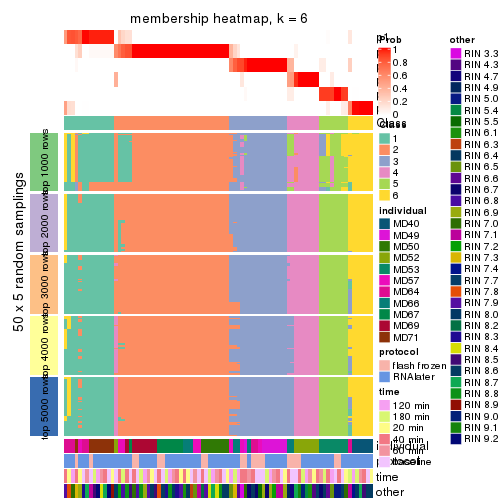 membership heatmap, k = 6
50 x 5 random samplings
top 1000 rows
top 2000 rows
top 3000 rows
top 4000 rows
top 5000 rows
Prob
1
0.8
0.6
0.4
0.2
0
Class
1
2
3
4
5
6
individual
MD40
MD49
MD50
MD52
MD53
MD57
MD64
MD66
MD67
MD69
MD71
protocol
flash frozen
RNAlater
time
120 min
180 min
20 min
40 min
60 min
time
other
other
RIN 3.3
RIN 4.3
RIN 4.7
RIN 4.9
RIN 5.0
RIN 5.4
RIN 5.5
RIN 6.1
RIN 6.3
RIN 6.4
RIN 6.5
RIN 6.6
RIN 6.7
RIN 6.8
RIN 6.9
RIN 7.0
RIN 7.1
RIN 7.2
RIN 7.3
RIN 7.4
RIN 7.7
RIN 7.8
RIN 7.9
RIN 8.0
RIN 8.2
RIN 8.3
RIN 8.4
RIN 8.5
RIN 8.6
RIN 8.7
RIN 8.8
RIN 8.9
RIN 9.0
RIN 9.1
RIN 9.2